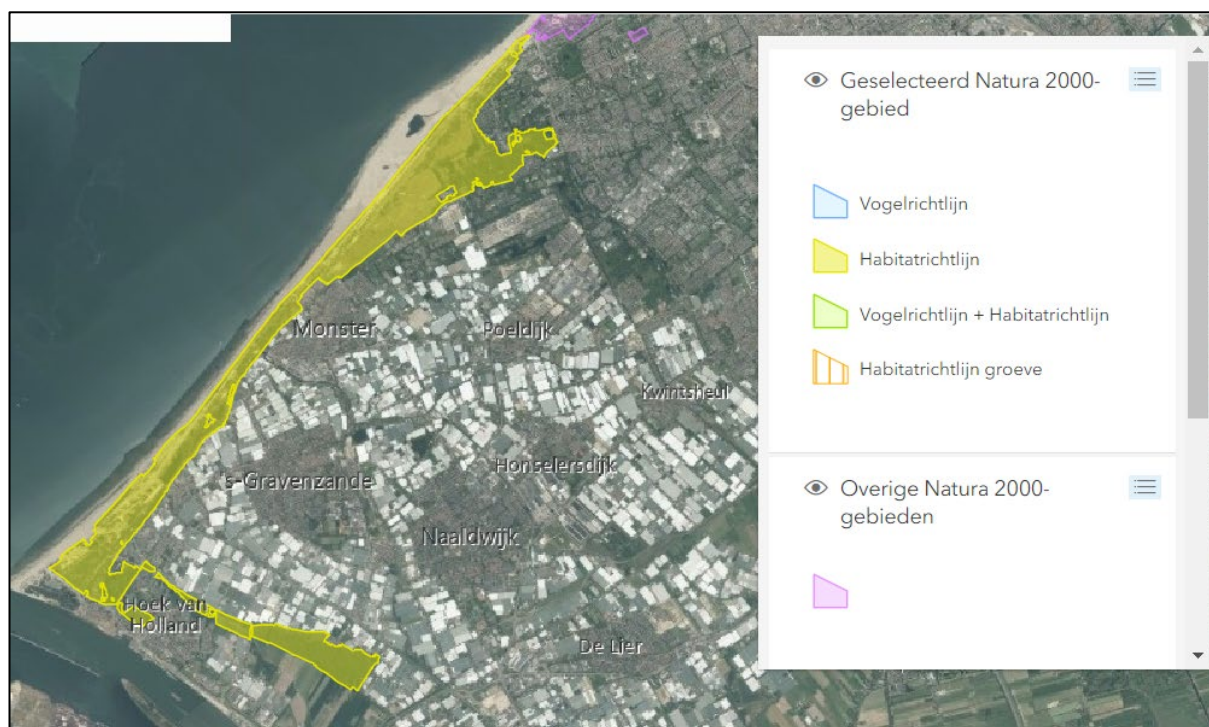 Geselecteerd Natura 2000-
gebied
Vogelrichtlijn
Habitatrichtlijn
Vogelrichtlijn + Habitatrichtlijn
Habitatrichtlijn groeve
Overige Natura 2000-
gebieden
Monster
Poeldijk
Kwintsheul
's-Gravenzande
Honselersdijk
Naaldwijk
Hoek van
Holland
De Lier